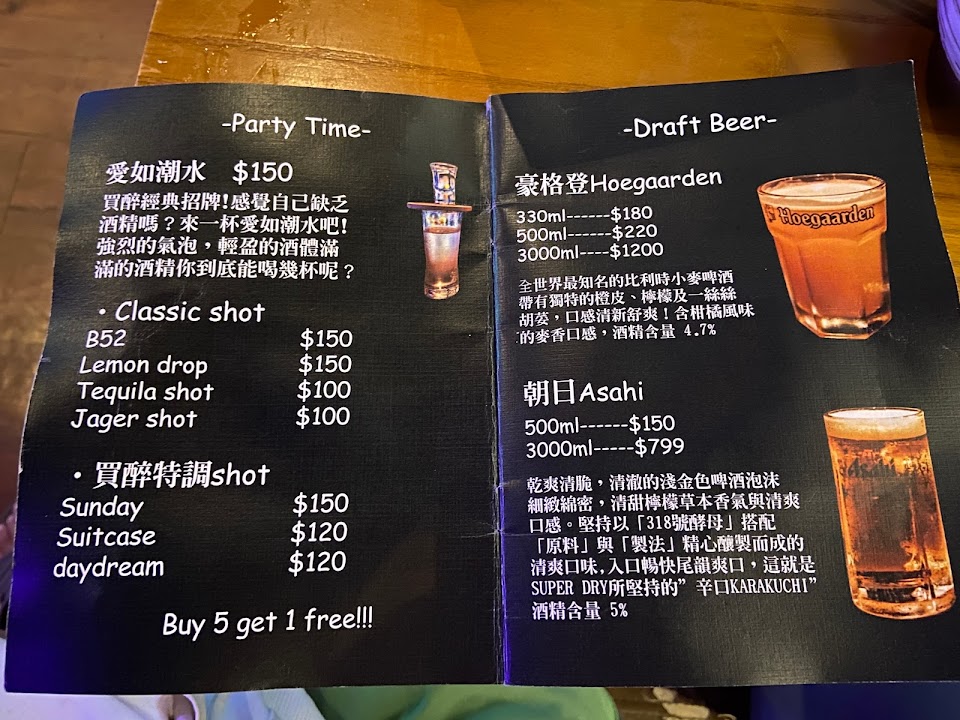 -Party Time-
愛如潮水 $150
買醉經典招牌!感覺自己缺乏
酒精嗎?來一杯愛如潮水吧!
強烈的氣泡,輕盈的酒體滿
滿的酒精你到底能喝幾杯呢?
・Classic shot
B52 $150
Lemon drop $150
Tequila shot $100
Jager shot $100
・買醉特調shot
Sunday $150
Suitcase $120
daydream $120
Buy 5 get 1 free!!!
-Draft Beer-
豪格登Hoegaarden
330ml------$180
500ml------$220
3000ml----$1200
全世界最知名的比利時小麥啤酒
帶有獨特的橙皮、檸檬及一絲絲
胡荽,口感清新舒爽!含柑橘風味
的麥香口感,酒精含量 4.7%
Hoegaarden
朝日Asahi
500ml------$150
3000ml-----$799
乾爽清脆,清澈的淺金色啤酒泡沫
細緻綿密,清甜檸檬草本香氣與清爽
口感。堅持以「318號酵母」搭配
「原料」與「製法」精心釀製而成的
清爽口味,入口暢快尾韻爽口,這就是
SUPER DRY所堅持的"辛口KARAKUCHI"
酒精含量 5%
Asahi